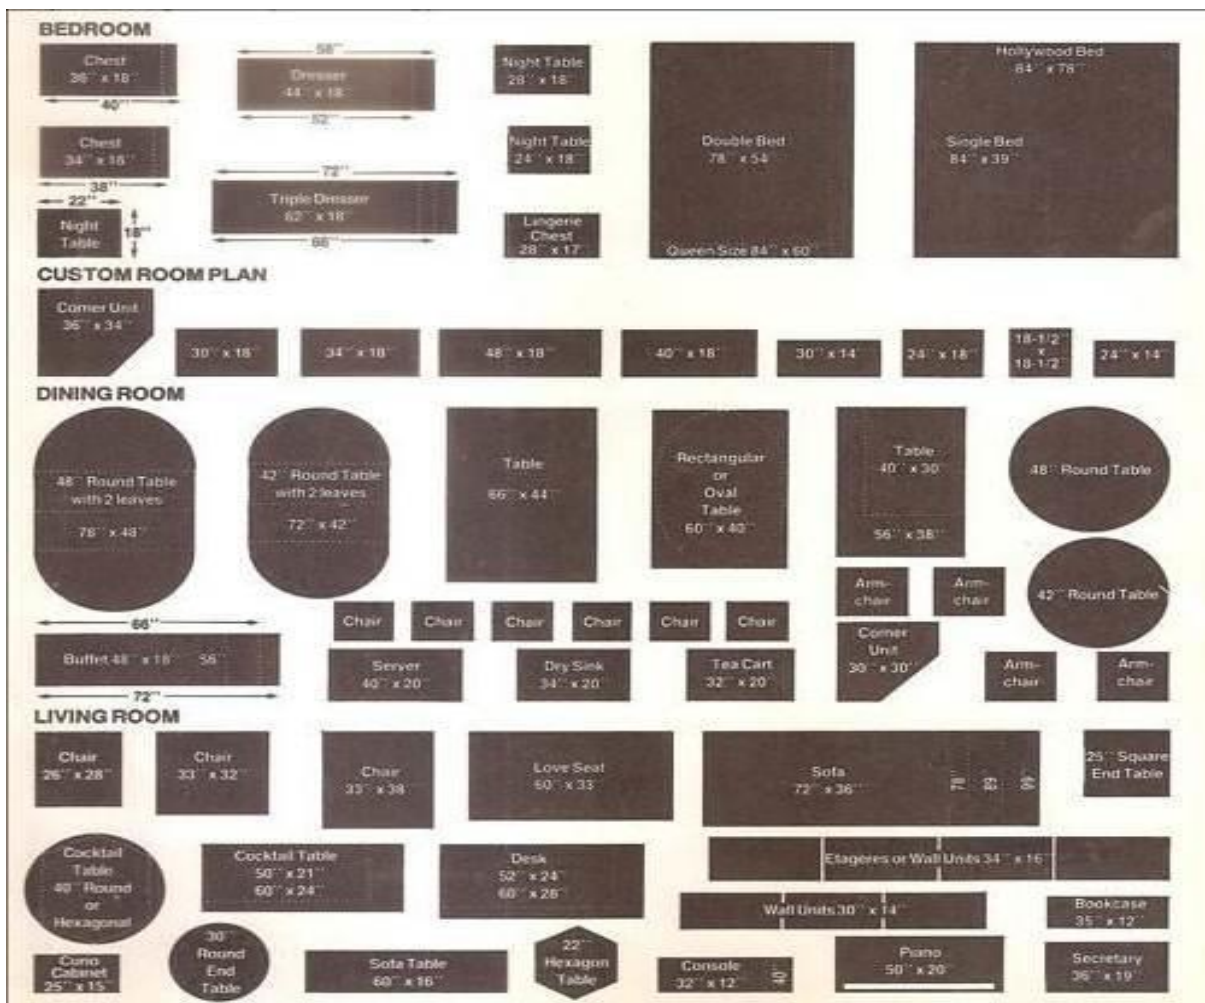 BEDROOM
Chest
36" x 18"
40"
58"
Dresser
44" x 18"
52"
Night Table
28" x 18"
Double Bed
78" x 54"
Queen Size 84" x 60"
Hollywood Bed
84" x 78"
Single Bed
84" x 39"
Chest
34" x 18"
38"
Night Table
24" x 18"
22"
Night
Table
18"
72"
Triple Dresser
62" x 18"
66"
Lingerie
Chest
28" x 17"
CUSTOM ROOM PLAN
Corner Unit
36" x 34"
30" x 18"
34" x 18"
48" x 18"
40" x 18"
30" x 14"
24" x 18"
18-1/2"
x
18-1/2"
24" x 14"
DINING ROOM
48" Round Table
with 2 leaves
76" x 48"
42" Round Table
with 2 leaves
72" x 42"
Table
66" x 44"
Rectangular
or
Oval
Table
60" x 40"
Table
40" x 30"
56" x 38"
48" Round Table
42" Round Table
Arm-
chair
Arm-
chair
Chair
Chair
Chair
Chair
Chair
Chair
66"
Buffet 48" x 18" 56"
72"
Server
40" x 20"
Dry Sink
34" x 20"
Tea Cart
32" x 20"
Corner
Unit
30" x 30"
Arm-
chair
Arm-
chair
LIVING ROOM
Chair
26" x 28"
Chair
33" x 32"
Chair
33" x 38
Love Seat
60" x 33
Sofa
72" x 36"
78"
89
99
25" Square
End Table
Cocktail
Table
40" Round
or
Hexagonal
Cocktail Table
50" x 21"
60" x 24"
Desk
52" x 24"
60" x 28"
Etageres or Wall Units 34" x 16"
Wall Units 30" x 14"
Bookcase
35" x 12"
Curio
Cabinet
25" x 15"
30"
Round
End
Table
Sofa Table
60" x 16"
22"
Hexagon
Table
Console
32" x 12"
40"
Piano
50" x 20"
Secretary
36" x 19"